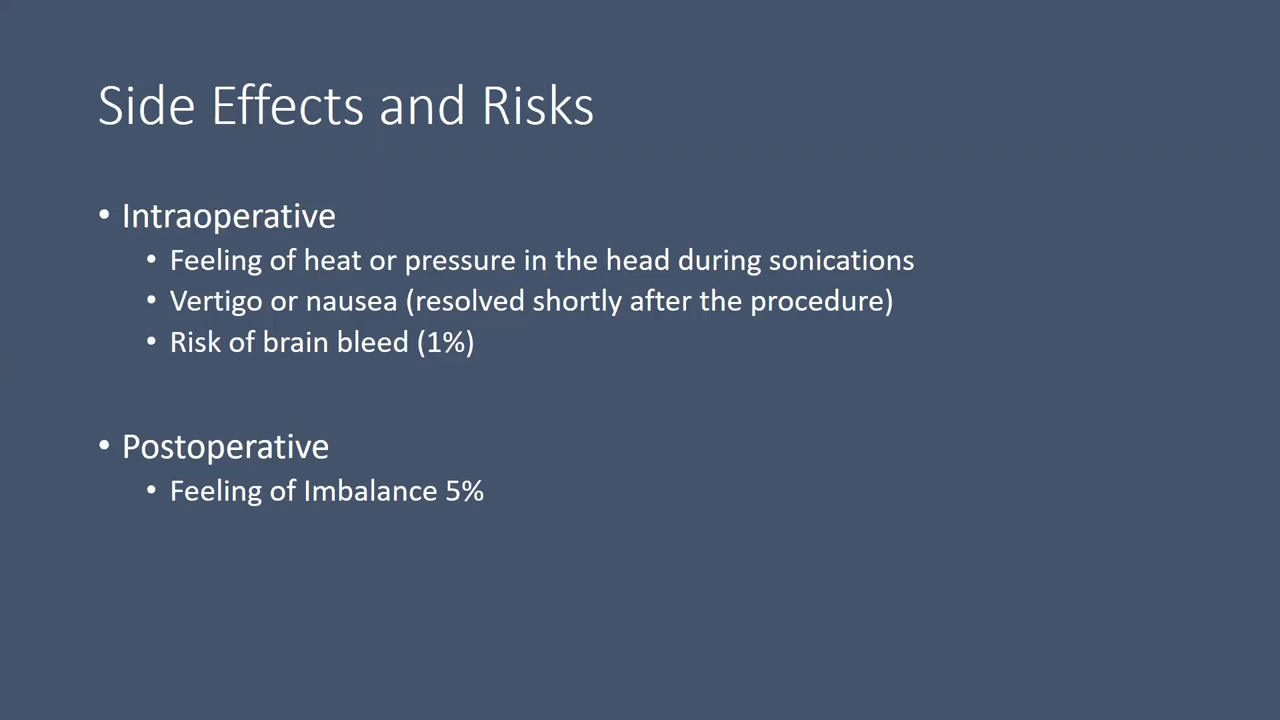 Side Effects and Risks
• Intraoperative
• Feeling of heat or pressure in the head during sonications
• Vertigo or nausea (resolved shortly after the procedure)
• Risk of brain bleed (1%)
• Postoperative
• Feeling of Imbalance 5%